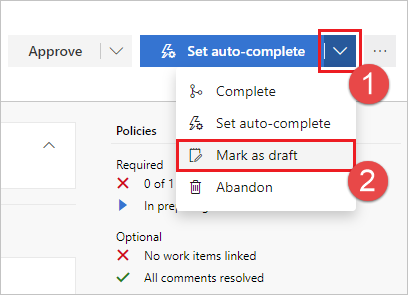 Approve
Set auto-complete
1
Complete
Set auto-complete
Policies
Mark as draft
Required
2
0 of 1
Abandon
In
Optional
No work items linked
All comments resolved